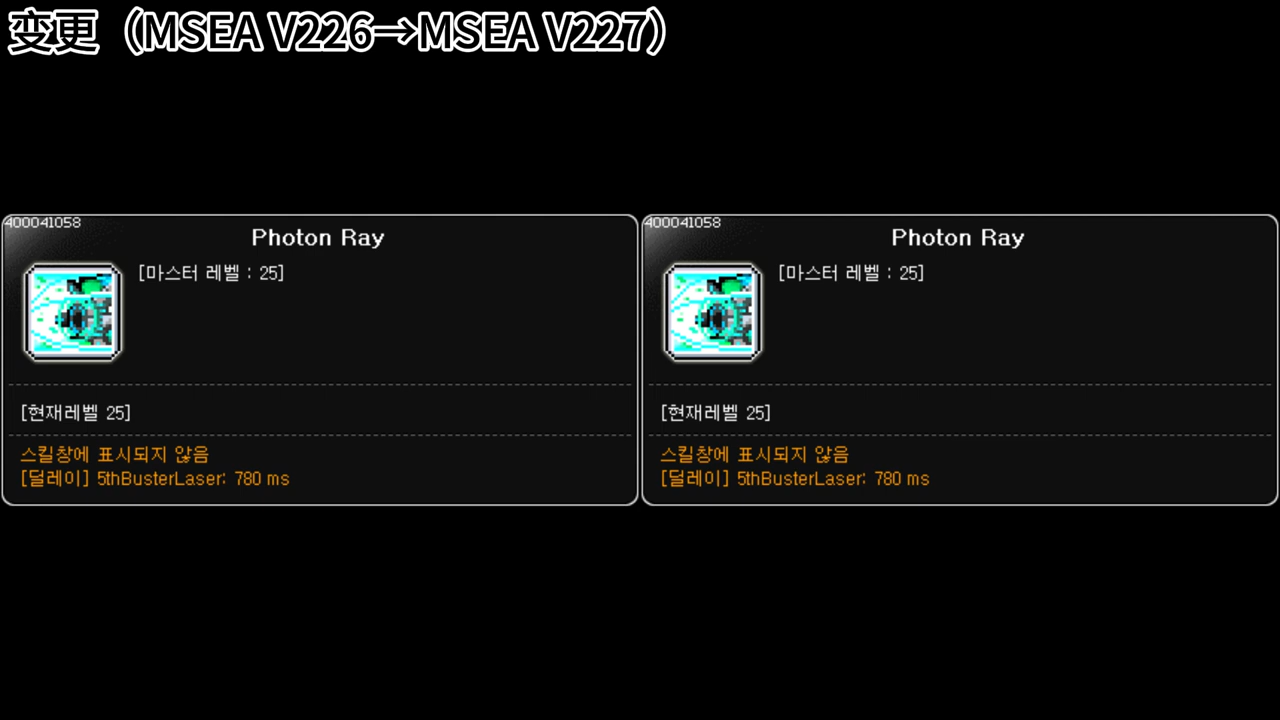 变更（MSEA V226→MSEA V227）
400041058
Photon Ray
[마스터 레벨 : 25]
[현재레벨 25]
스킬창에 표시되지 않음
[딜레이] 5thBusterLaser: 780 ms
400041058
Photon Ray
[마스터 레벨 : 25]
[현재레벨 25]
스킬창에 표시되지 않음
[딜레이] 5thBusterLaser: 780 ms